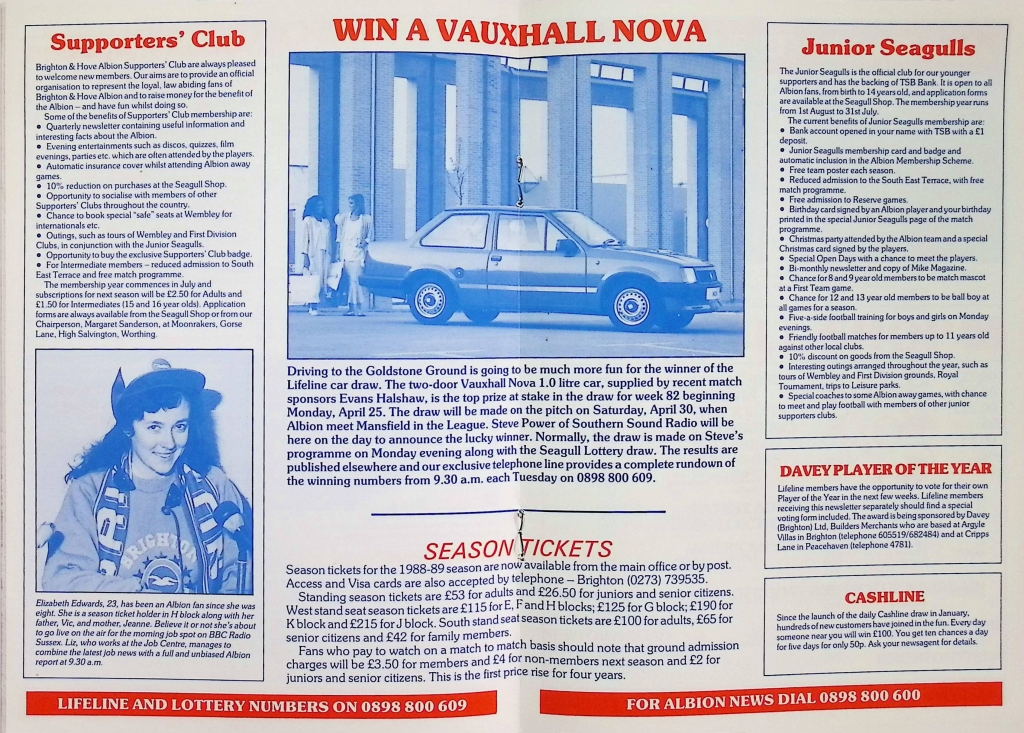 Supporters' Club
Brighton & Hove Albion Supporters' Club are always pleased
to welcome new members. Our aims are to provide an official
organisation to represent the loyal, law abiding fans of
Brighton & Hove Albion and to raise money for the benefit of
the Albion – and have fun whilst doing so.
Some of the benefits of Supporters' Club membership are:
• Quarterly newsletter containing useful information and
interesting facts about the Albion.
• Evening entertainments such as discos, quizzes, film
evenings, parties etc. which are often attended by the players.
• Automatic insurance cover whilst attending Albion away
games.
• 10% reduction on purchases at the Seagull Shop.
• Opportunity to socialise with members of other
Supporters' Clubs throughout the country.
• Chance to book special "safe" seats at Wembley for
internationals etc.
• Outings, such as tours of Wembley and First Division
Clubs, in conjunction with the Junior Seagulls.
• Opportunity to buy the exclusive Supporters' Club badge.
• For Intermediate members – reduced admission to South
East Terrace and free match programme.
The membership year commences in July and
subscriptions for next season will be £2.50 for Adults and
£1.50 for Intermediates (15 and 16 year olds). Application
forms are always available from the Seagull Shop or from our
Chairperson, Margaret Sanderson, at Moonrakers, Gorse
Lane, High Salvington, Worthing.
BRIGHTON
Elizabeth Edwards, 23, has been an Albion fan since she was
eight. She is a season ticket holder in H block along with her
father, Vic, and mother, Jeanne. Believe it or not she's about
to go live on air for the morning job spot on BBC Radio
Sussex. Liz, who works at the Job Centre, manages to
combine the latest job news with a full and unbiased Albion
report at 9.30 a.m.
WIN A VAUXHALL NOVA
Driving to the Goldstone Ground is going to be much more fun for the winner of the
Lifeline car draw. The two-door Vauxhall Nova 1.0 litre car, supplied by recent match
sponsors Evans Halshaw, is the top prize at stake in the draw for week 82 beginning
Monday, April 25. The draw will be made on the pitch on Saturday, April 30, when
Albion meet Mansfield in the League. Steve Power of Southern Sound Radio will be
here on the day to announce the lucky winner. Normally, the draw is made on Steve's
programme on Monday evening along with the Seagull Lottery draw. The results are
published elsewhere and our exclusive telephone line provides a complete rundown of
the winning numbers from 9.30 a.m. each Tuesday on 0898 800 609.
SEASON TICKETS
Season tickets for the 1988-89 season are now available from the main office or by post.
Access and Visa cards are also accepted by telephone – Brighton (0273) 739535.
Standing season tickets are £53 for adults and £26.50 for juniors and senior citizens.
West stand seat season tickets are £115 for E, F and H blocks; £125 for G block; £190 for
K block and £215 for J block. South stand seat season tickets are £100 for adults, £65 for
senior citizens and £42 for family members.
Fans who pay to watch on a match to match basis should note that ground admission
charges will be £3.50 for members and £4 for non-members next season and £2 for
juniors and senior citizens. This is the first price rise for four years.
Junior Seagulls
The Junior Seagulls is the official club for our younger
supporters and has the backing of TSB Bank. It is open to all
Albion fans, from birth to 14 years old, and application forms
are available at the Seagull Shop. The membership year runs
from 1st August to 31st July.
The current benefits of Junior Seagulls membership are:
• Bank account opened in your name with TSB with a £1
deposit.
• Junior Seagulls membership card and badge and
automatic inclusion in the Albion Membership Scheme.
• Free team poster each season.
• Reduced admission to the South East Terrace, with free
match programme.
• Free admission to Reserve games.
• Birthday card signed by an Albion player and your birthday
printed in the special Junior Seagulls page of the match
programme.
• Christmas party attended by the Albion team and a special
Christmas card signed by the players.
• Special Open Days with a chance to meet the players.
• Bi-monthly newsletter and copy of Mike Magazine.
• Chance for 8 and 9 year old members to be match mascot
at a First Team game.
• Chance for 12 and 13 year old members to be ball boy at
all games for a season.
• Five-a-side football training for boys and girls on Monday
evenings.
• Friendly football matches for members up to 11 years old
against other local clubs.
• 10% discount on goods from the Seagull Shop.
• Interesting outings arranged throughout the year, such as
tours of Wembley and First Division grounds, Royal
Tournament, trips to Leisure parks.
• Special coaches to some Albion away games, with chance
to meet and play football with members of other junior
supporters clubs.
DAVEY PLAYER OF THE YEAR
Lifeline members have the opportunity to vote for their own
Player of the Year in the next few weeks. Lifeline members
receiving this newsletter separately should find a special
voting form included. The award is being sponsored by Davey
(Brighton) Ltd, Builders Merchants who are based at Argyle
Villas in Brighton (telephone 605519/682484) and at Cripps
Lane in Peacehaven (telephone 4781).
CASHLINE
Since the launch of the daily Cashline draw in January,
hundreds of new customers have joined in the fun. Every day
someone near you will win £100. You get ten chances a day
for five days for only 50p. Ask your newsagent for details.
LIFELINE AND LOTTERY NUMBERS ON 0898 800 609
FOR ALBION NEWS DIAL 0898 800 600